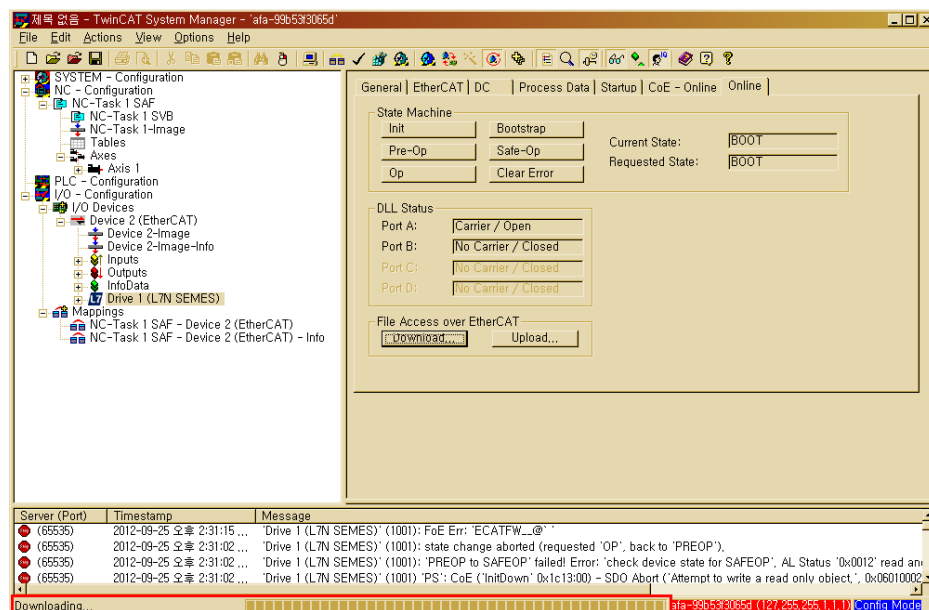 제목 없음 - TwinCAT System Manager - 'afa-99b53f3065d'
File Edit Actions View Options Help
SYSTEM - Configuration
NC - Configuration
NC-Task 1 SAF
NC-Task 1 SVB
NC-Task 1-Image
Tables
Axes
Axis 1
PLC - Configuration
I/O - Configuration
I/O Devices
Device 2 (EtherCAT)
Device 2-Image
Device 2-Image-Info
Inputs
Outputs
InfoData
L7 Drive 1 (L7N SEMES)
Mappings
NC-Task 1 SAF - Device 2 (EtherCAT)
NC-Task 1 SAF - Device 2 (EtherCAT) - Info
General EtherCAT DC Process Data Startup CoE - Online Online
State Machine
Init Bootstrap
Pre-Op Safe-Op
Op Clear Error
Current State: BOOT
Requested State: BOOT
DLL Status
Port A: Carrier / Open
Port B: No Carrier / Closed
Port C: No Carrier / Closed
Port D: No Carrier / Closed
File Access over EtherCAT
Download... Upload...
Server (Port) Timestamp Message
(65535) 2012-09-25 오후 2:31:15 ... 'Drive 1 (L7N SEMES)' (1001): FoE Err: 'ECATFW__@` '
(65535) 2012-09-25 오후 2:31:02 ... 'Drive 1 (L7N SEMES)' (1001): state change aborted (requested 'OP', back to 'PREOP').
(65535) 2012-09-25 오후 2:31:02 ... 'Drive 1 (L7N SEMES)' (1001): 'PREOP to SAFEOP' failed! Error: 'check device state for SAFEOP', AL Status '0x0012' read and
(65535) 2012-09-25 오후 2:31:02 ... 'Drive 1 (L7N SEMES)' (1001) 'PS': CoE ('InitDown' 0x1c13:00) - SDO Abort ('Attempt to write a read only object.', 0x06010002
Downloading... afa-99b53f3065d (127.255.255.1.1.1) Config Mode